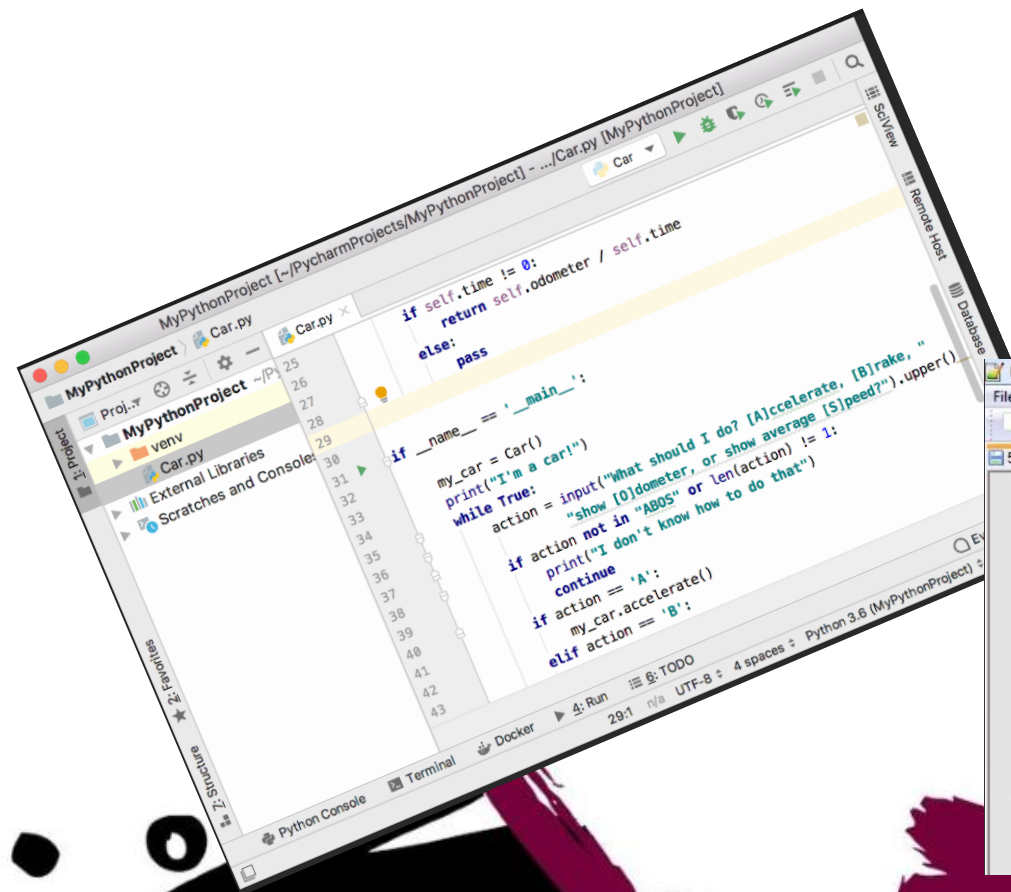 MyPythonProject [~/PycharmProjects/MyPythonProject] - .../Car.py [MyPythonProject]
MyPythonProject
Car.py
Car
Proj..
Car.py
1: Project
MyPythonProject ~/Py
venv
Car.py
External Libraries
Scratches and Consoles
2: Favorites
Z: Structure
25
26
27
28
29
30
31
32
33
34
35
36
37
38
39
40
41
42
43
if self.time != 0:
return self.odometer / self.time
else:
pass
if __name__ == '__main__':
my_car = Car()
print("I'm a car!")
while True:
action = input("What should I do? [A]ccelerate, [B]rake, "
"show [O]dometer, or show average [S]peed?").upper()
if action not in "ABOS" or len(action) != 1:
print("I don't know how to do that")
continue
if action == 'A':
my_car.accelerate()
elif action == 'B':
SciView
Remote Host
Database
Python Console
Terminal
Docker
4: Run
6: TODO
Ev
29:1 n/a UTF-8 4 spaces Python 3.6 (MyPythonProject)
File
5